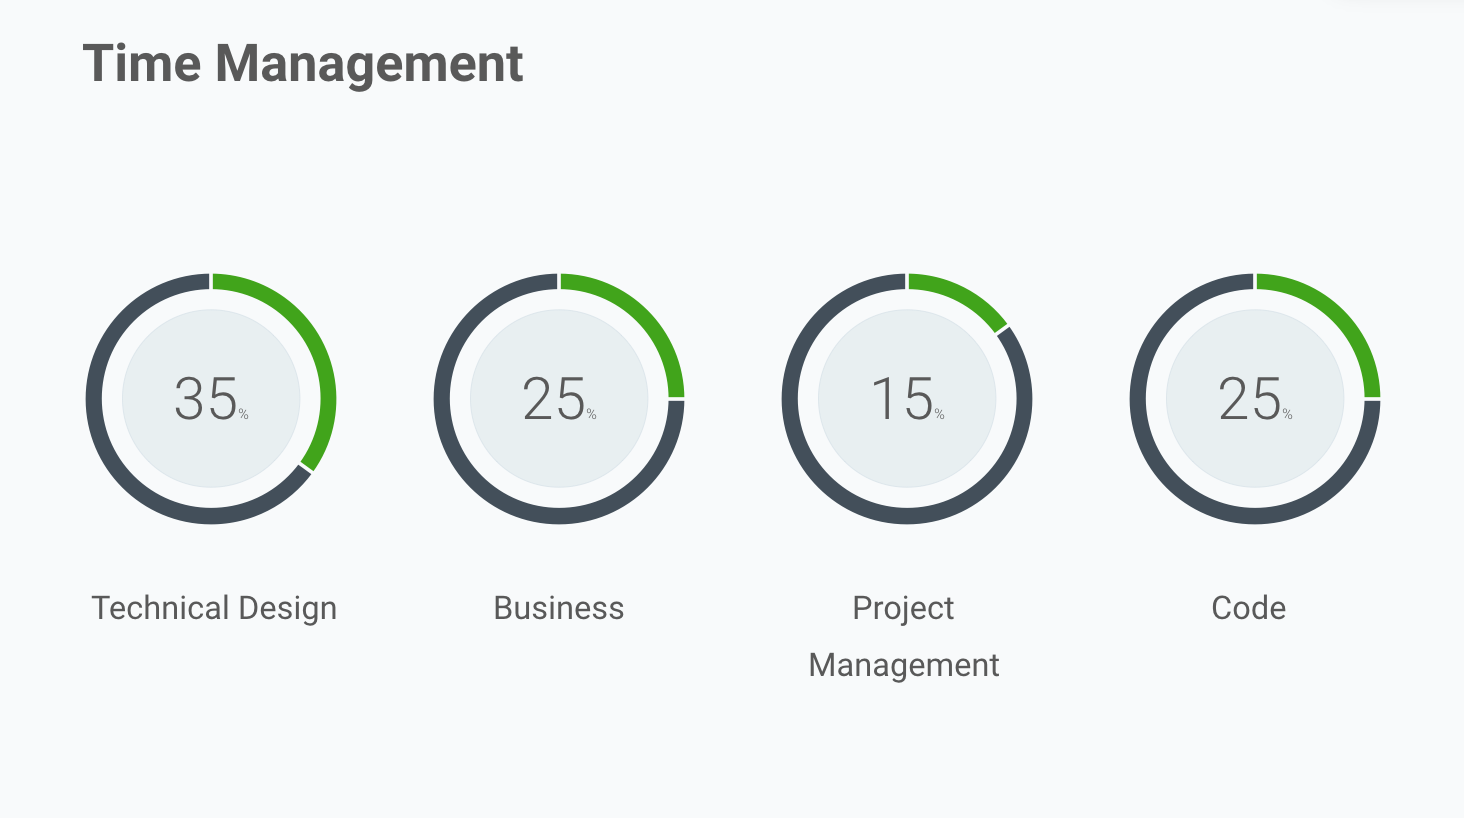 Time Management
35%
25%
15%
25%
Technical Design
Business
Project
Management
Code